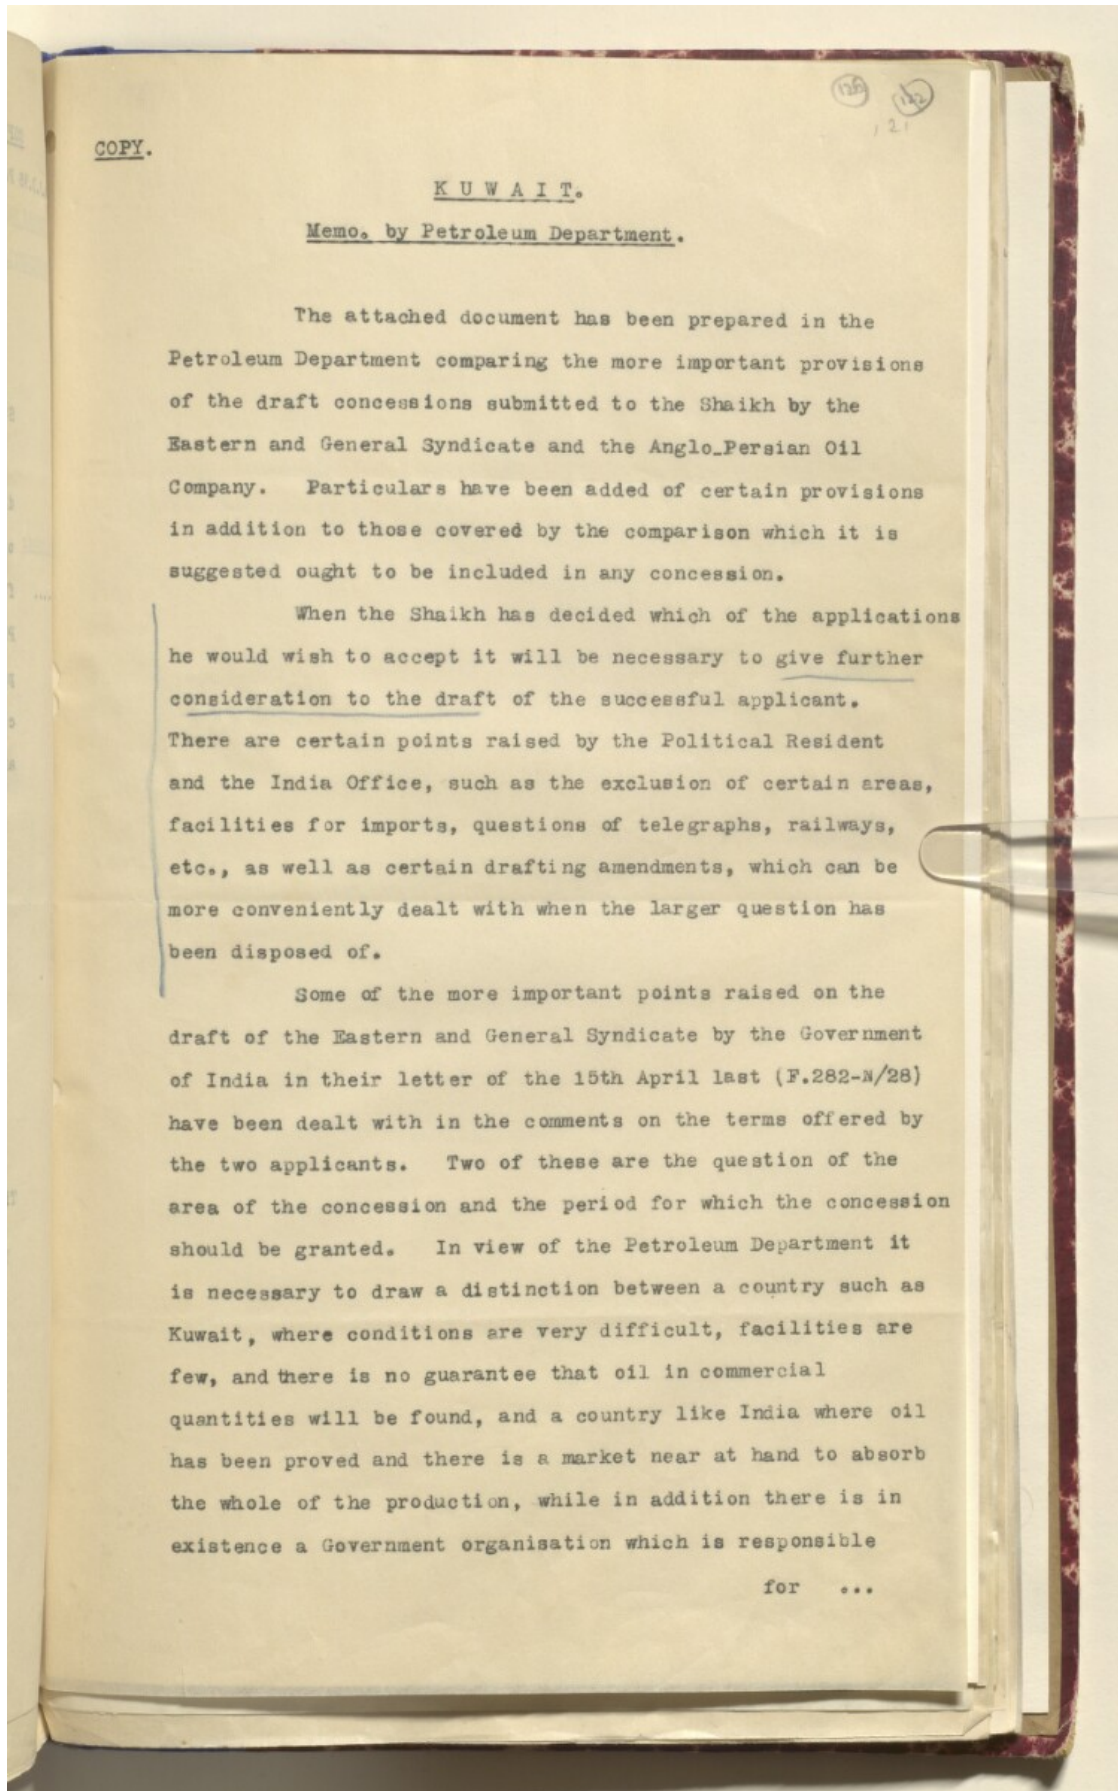 126 122
121
COPY.
K U W A I T.
Memo. by Petroleum Department.
The attached document has been prepared in the
Petroleum Department comparing the more important provisions
of the draft concessions submitted to the Shaikh by the
Eastern and General Syndicate and the Anglo-Persian Oil
Company. Particulars have been added of certain provisions
in addition to those covered by the comparison which it is
suggested ought to be included in any concession.
When the Shaikh has decided which of the applications
he would wish to accept it will be necessary to give further
consideration to the draft of the successful applicant.
There are certain points raised by the Political Resident
and the India Office, such as the exclusion of certain areas,
facilities for imports, questions of telegraphs, railways,
etc., as well as certain drafting amendments, which can be
more conveniently dealt with when the larger question has
been disposed of.
Some of the more important points raised on the
draft of the Eastern and General Syndicate by the Government
of India in their letter of the 15th April last (F.282-N/28)
have been dealt with in the comments on the terms offered by
the two applicants. Two of these are the question of the
area of the concession and the period for which the concession
should be granted. In view of the Petroleum Department it
is necessary to draw a distinction between a country such as
Kuwait, where conditions are very difficult, facilities are
few, and there is no guarantee that oil in commercial
quantities will be found, and a country like India where oil
has been proved and there is a market near at hand to absorb
the whole of the production, while in addition there is in
existence a Government organisation which is responsible
for ...